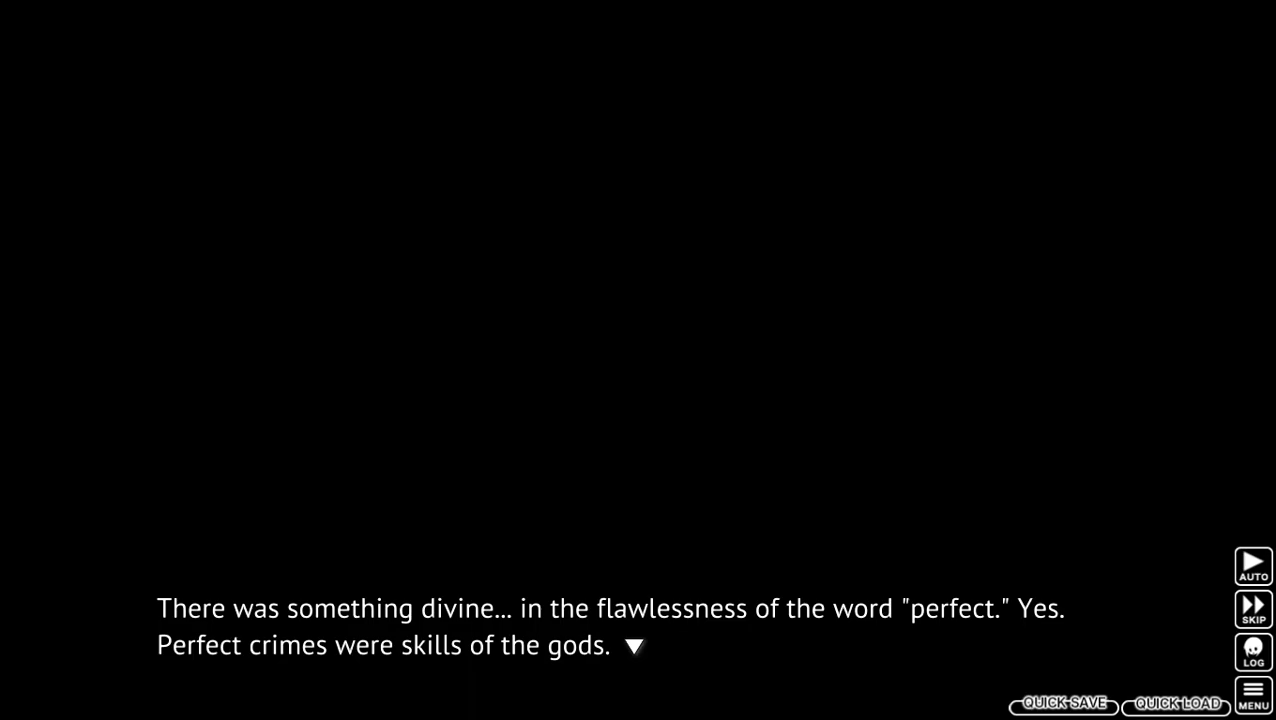 There was something divine... in the flawlessness of the word "perfect." Yes.
Perfect crimes were skills of the gods.
AUTO
SKIP
LOG
MENU
QUICK SAVE
QUICK LOAD